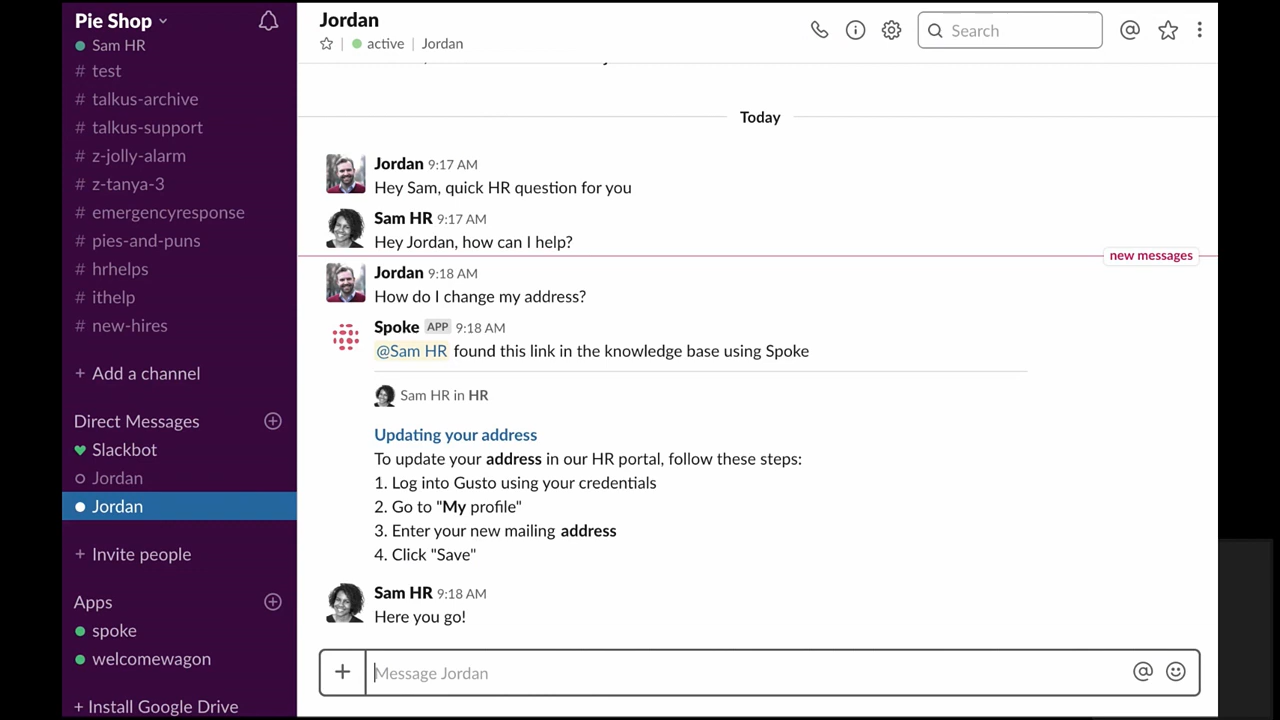 Pie Shop
Sam HR
# test
# talkus-archive
# talkus-support
# z-jolly-alarm
# z-tanya-3
# emergencyresponse
# pies-and-puns
# hrhelps
# ithelp
# new-hires
+ Add a channel
Direct Messages
Slackbot
Jordan
Jordan
+ Invite people
Apps
spoke
welcomewagon
+ Install Google Drive
Jordan
active | Jordan
Search
Today
Jordan 9:17 AM
Hey Sam, quick HR question for you
Sam HR 9:17 AM
Hey Jordan, how can I help?
new messages
Jordan 9:18 AM
How do I change my address?
Spoke APP 9:18 AM
@Sam HR found this link in the knowledge base using Spoke
Sam HR in HR
Updating your address
To update your address in our HR portal, follow these steps:
1. Log into Gusto using your credentials
2. Go to "My profile"
3. Enter your new mailing address
4. Click "Save"
Sam HR 9:18 AM
Here you go!
Message Jordan